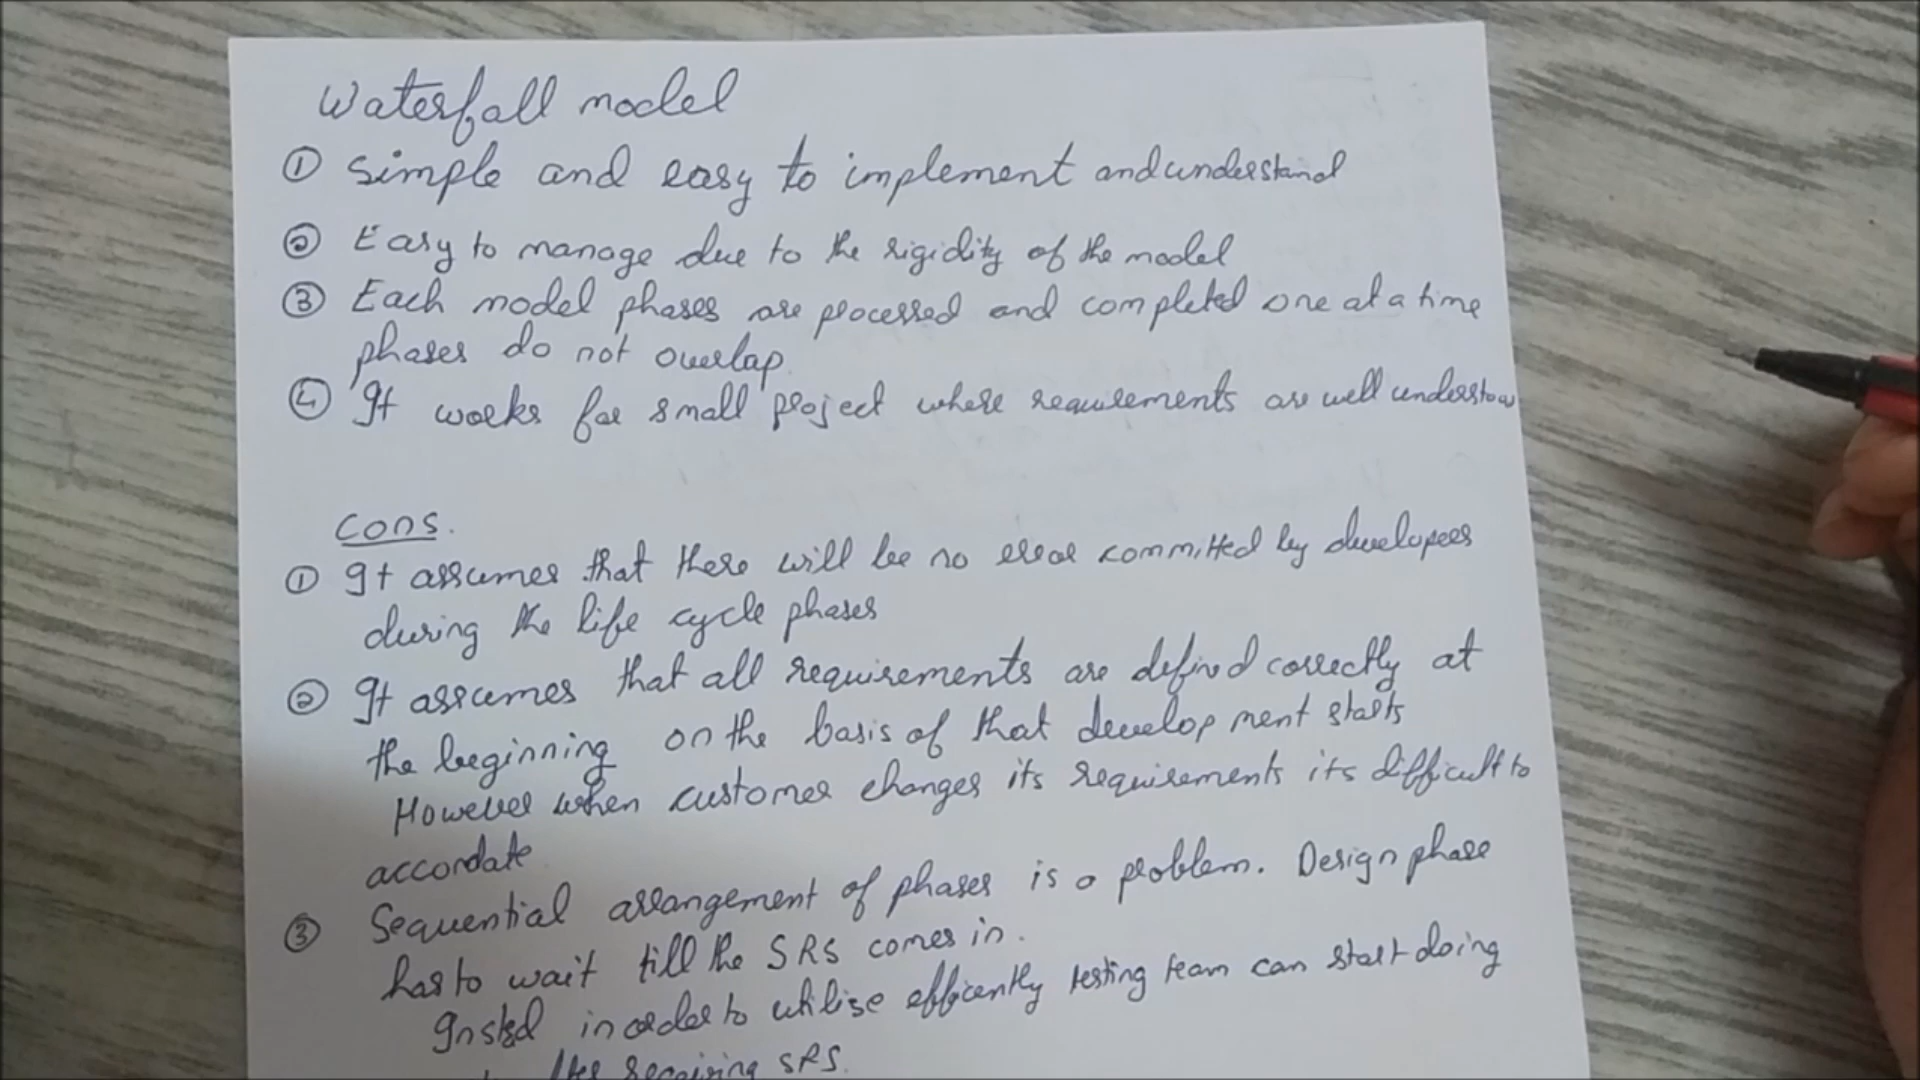 Waterfall model
① Simple and easy to implement and understand
② Easy to manage due to the rigidity of the model
③ Each model phases are processed and completed one at a time
phases do not overlap.
④ It works for small project where requirements are well understow
Cons.
① It assumes that there will be no error committed by developers
during the life cycle phases
② It assumes that all requirements are defined correctly at
the beginning on the basis of that development starts
However when customer changes its requirements its difficult to
accordate
③ Sequential arrangement of phases is a problem. Design phase
has to wait till the SRS comes in.
in order to utilise efficently testing team can start doing
receiving SRS.